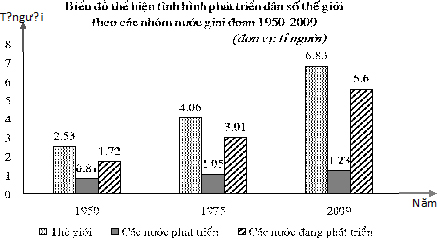 Biểu đồ thể hiện tình hình phát triển dân số thế giới
theo các nhóm nước giai đoạn 1950-2009
(đơn vị: tỉ người)
T?ngư?i
8
7
6
5
4
3
2
1
0
2.53
1.72
4.06
1.05
3.01
6.83
1.23
5.6
1950
1975
2009
Năm
Thế giới
Các nước phát triển
Các nước đang phát triển